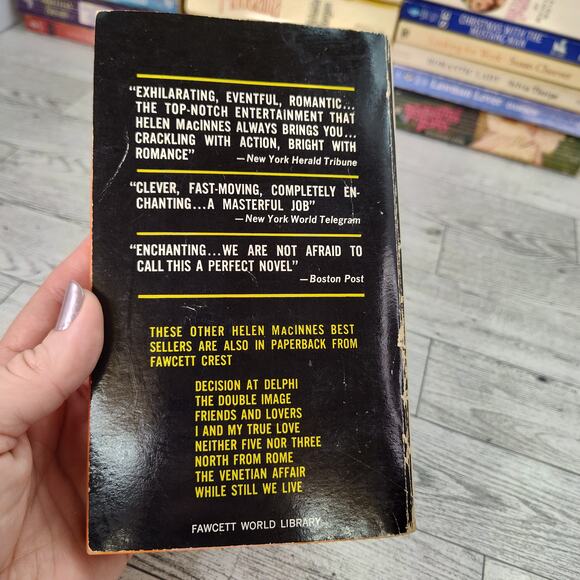 "EXHILARATING, EVENTFUL, ROMANTIC...
THE TOP-NOTCH ENTERTAINMENT THAT
HELEN MACINNES ALWAYS BRINGS YOU...
CRACKLING WITH ACTION, BRIGHT WITH
ROMANCE" —New York Herald Tribune
"CLEVER, FAST-MOVING, COMPLETELY EN-
CHANTING...A MASTERFUL JOB"
—New York World Telegram
"ENCHANTING...WE ARE NOT AFRAID TO
CALL THIS A PERFECT NOVEL"
—Boston Post
THESE OTHER HELEN MACINNES BEST
SELLERS ARE ALSO IN PAPERBACK FROM
FAWCETT CREST
DECISION AT DELPHI
THE DOUBLE IMAGE
FRIENDS AND LOVERS
I AND MY TRUE LOVE
NEITHER FIVE NOR THREE
NORTH FROM ROME
THE VENETIAN AFFAIR
WHILE STILL WE LIVE
FAWCETT WORLD LIBRARY
CHRISTMAS WITH THE